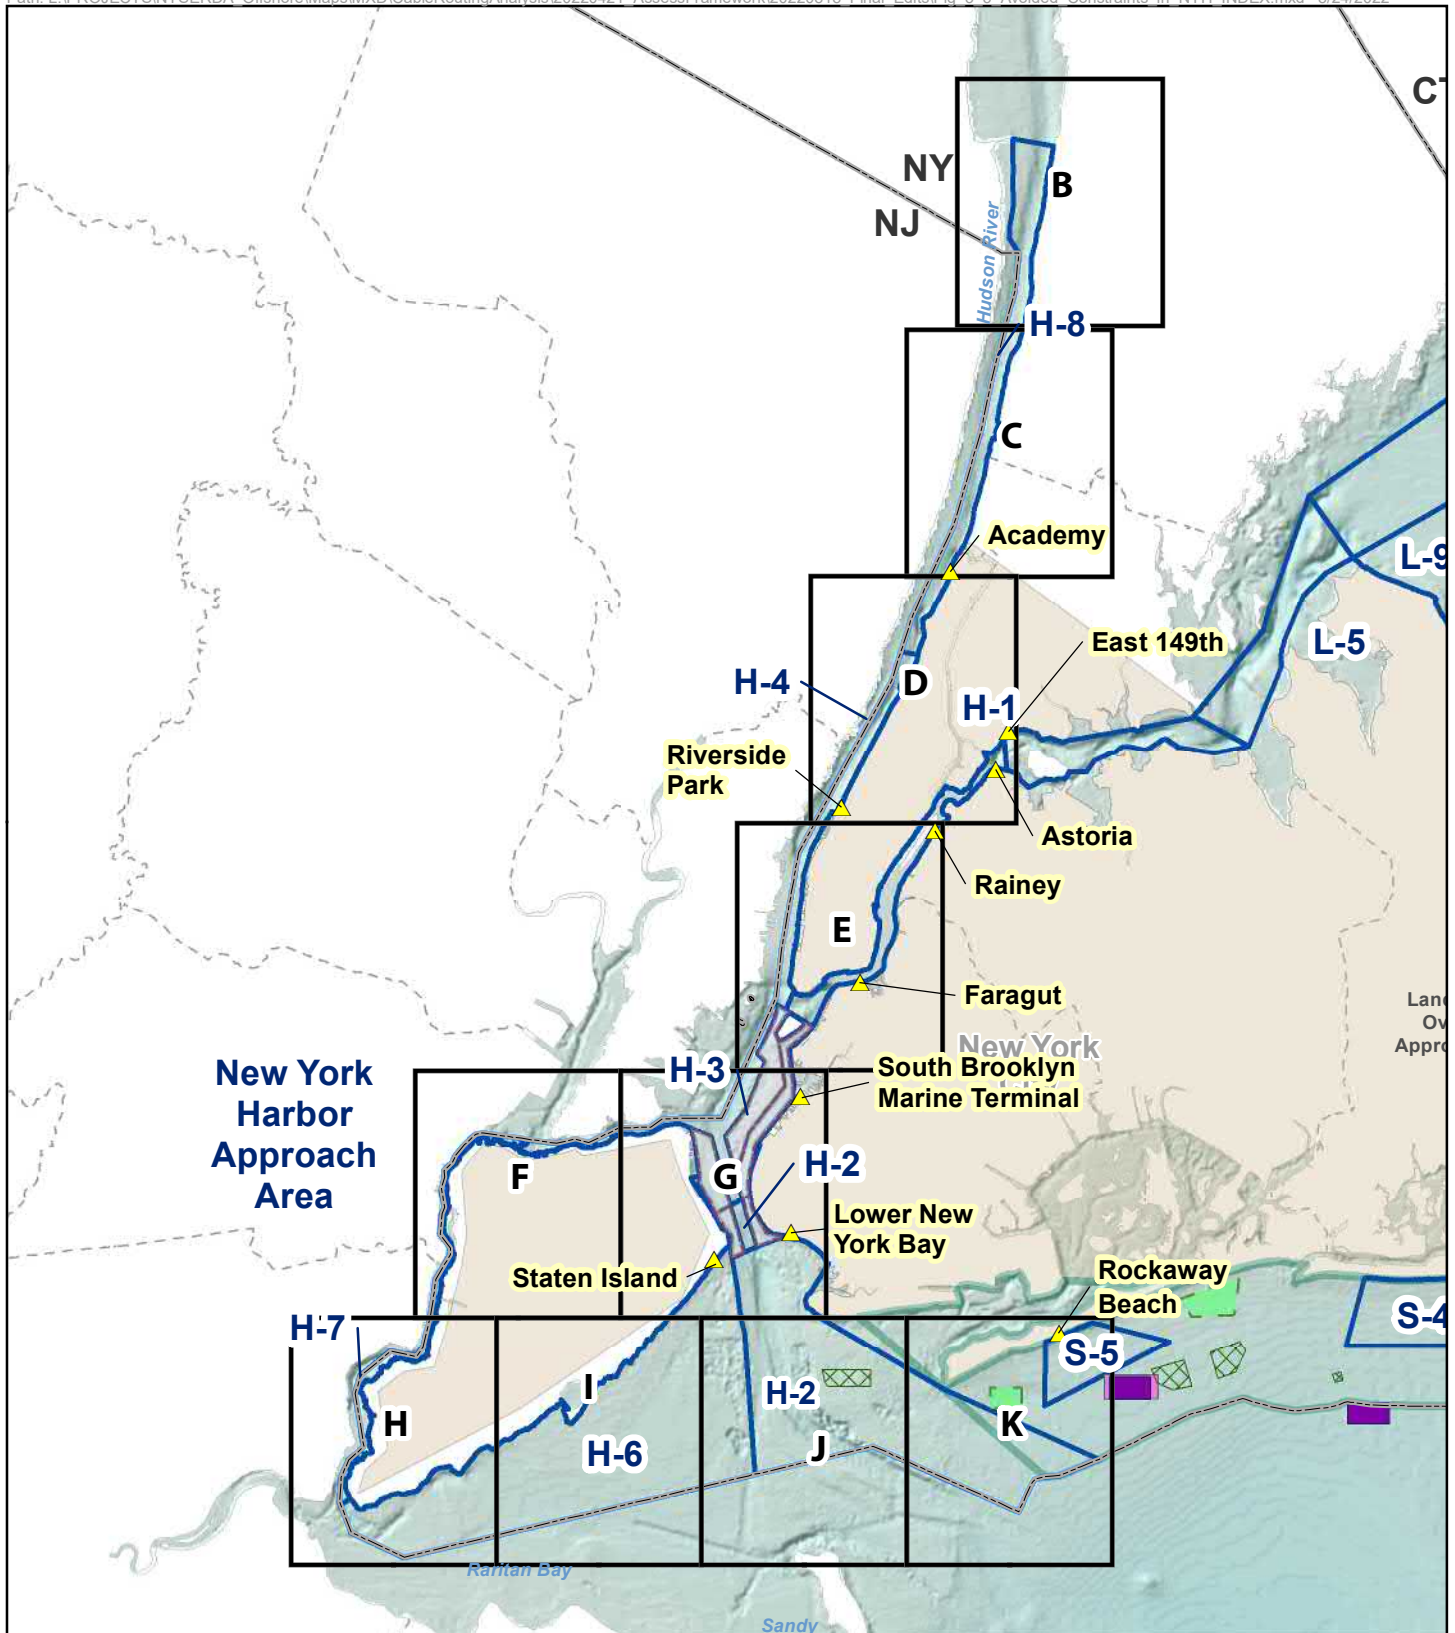 CT
NY
NJ
B
Hudson River
H-8
C
Academy
East 149th
L-9
L-5
H-4
D
H-1
Riverside
Park
Astoria
Rainey
E
Faragut
New York
H-3
South Brooklyn
Marine Terminal
New York
Harbor
Approach
Area
F
G
H-2
Lower New
York Bay
Staten Island
Rockaway
Beach
S-5
S-4
H-7
I
H-2
H
H-6
J
K
Raritan Bay
Sandy